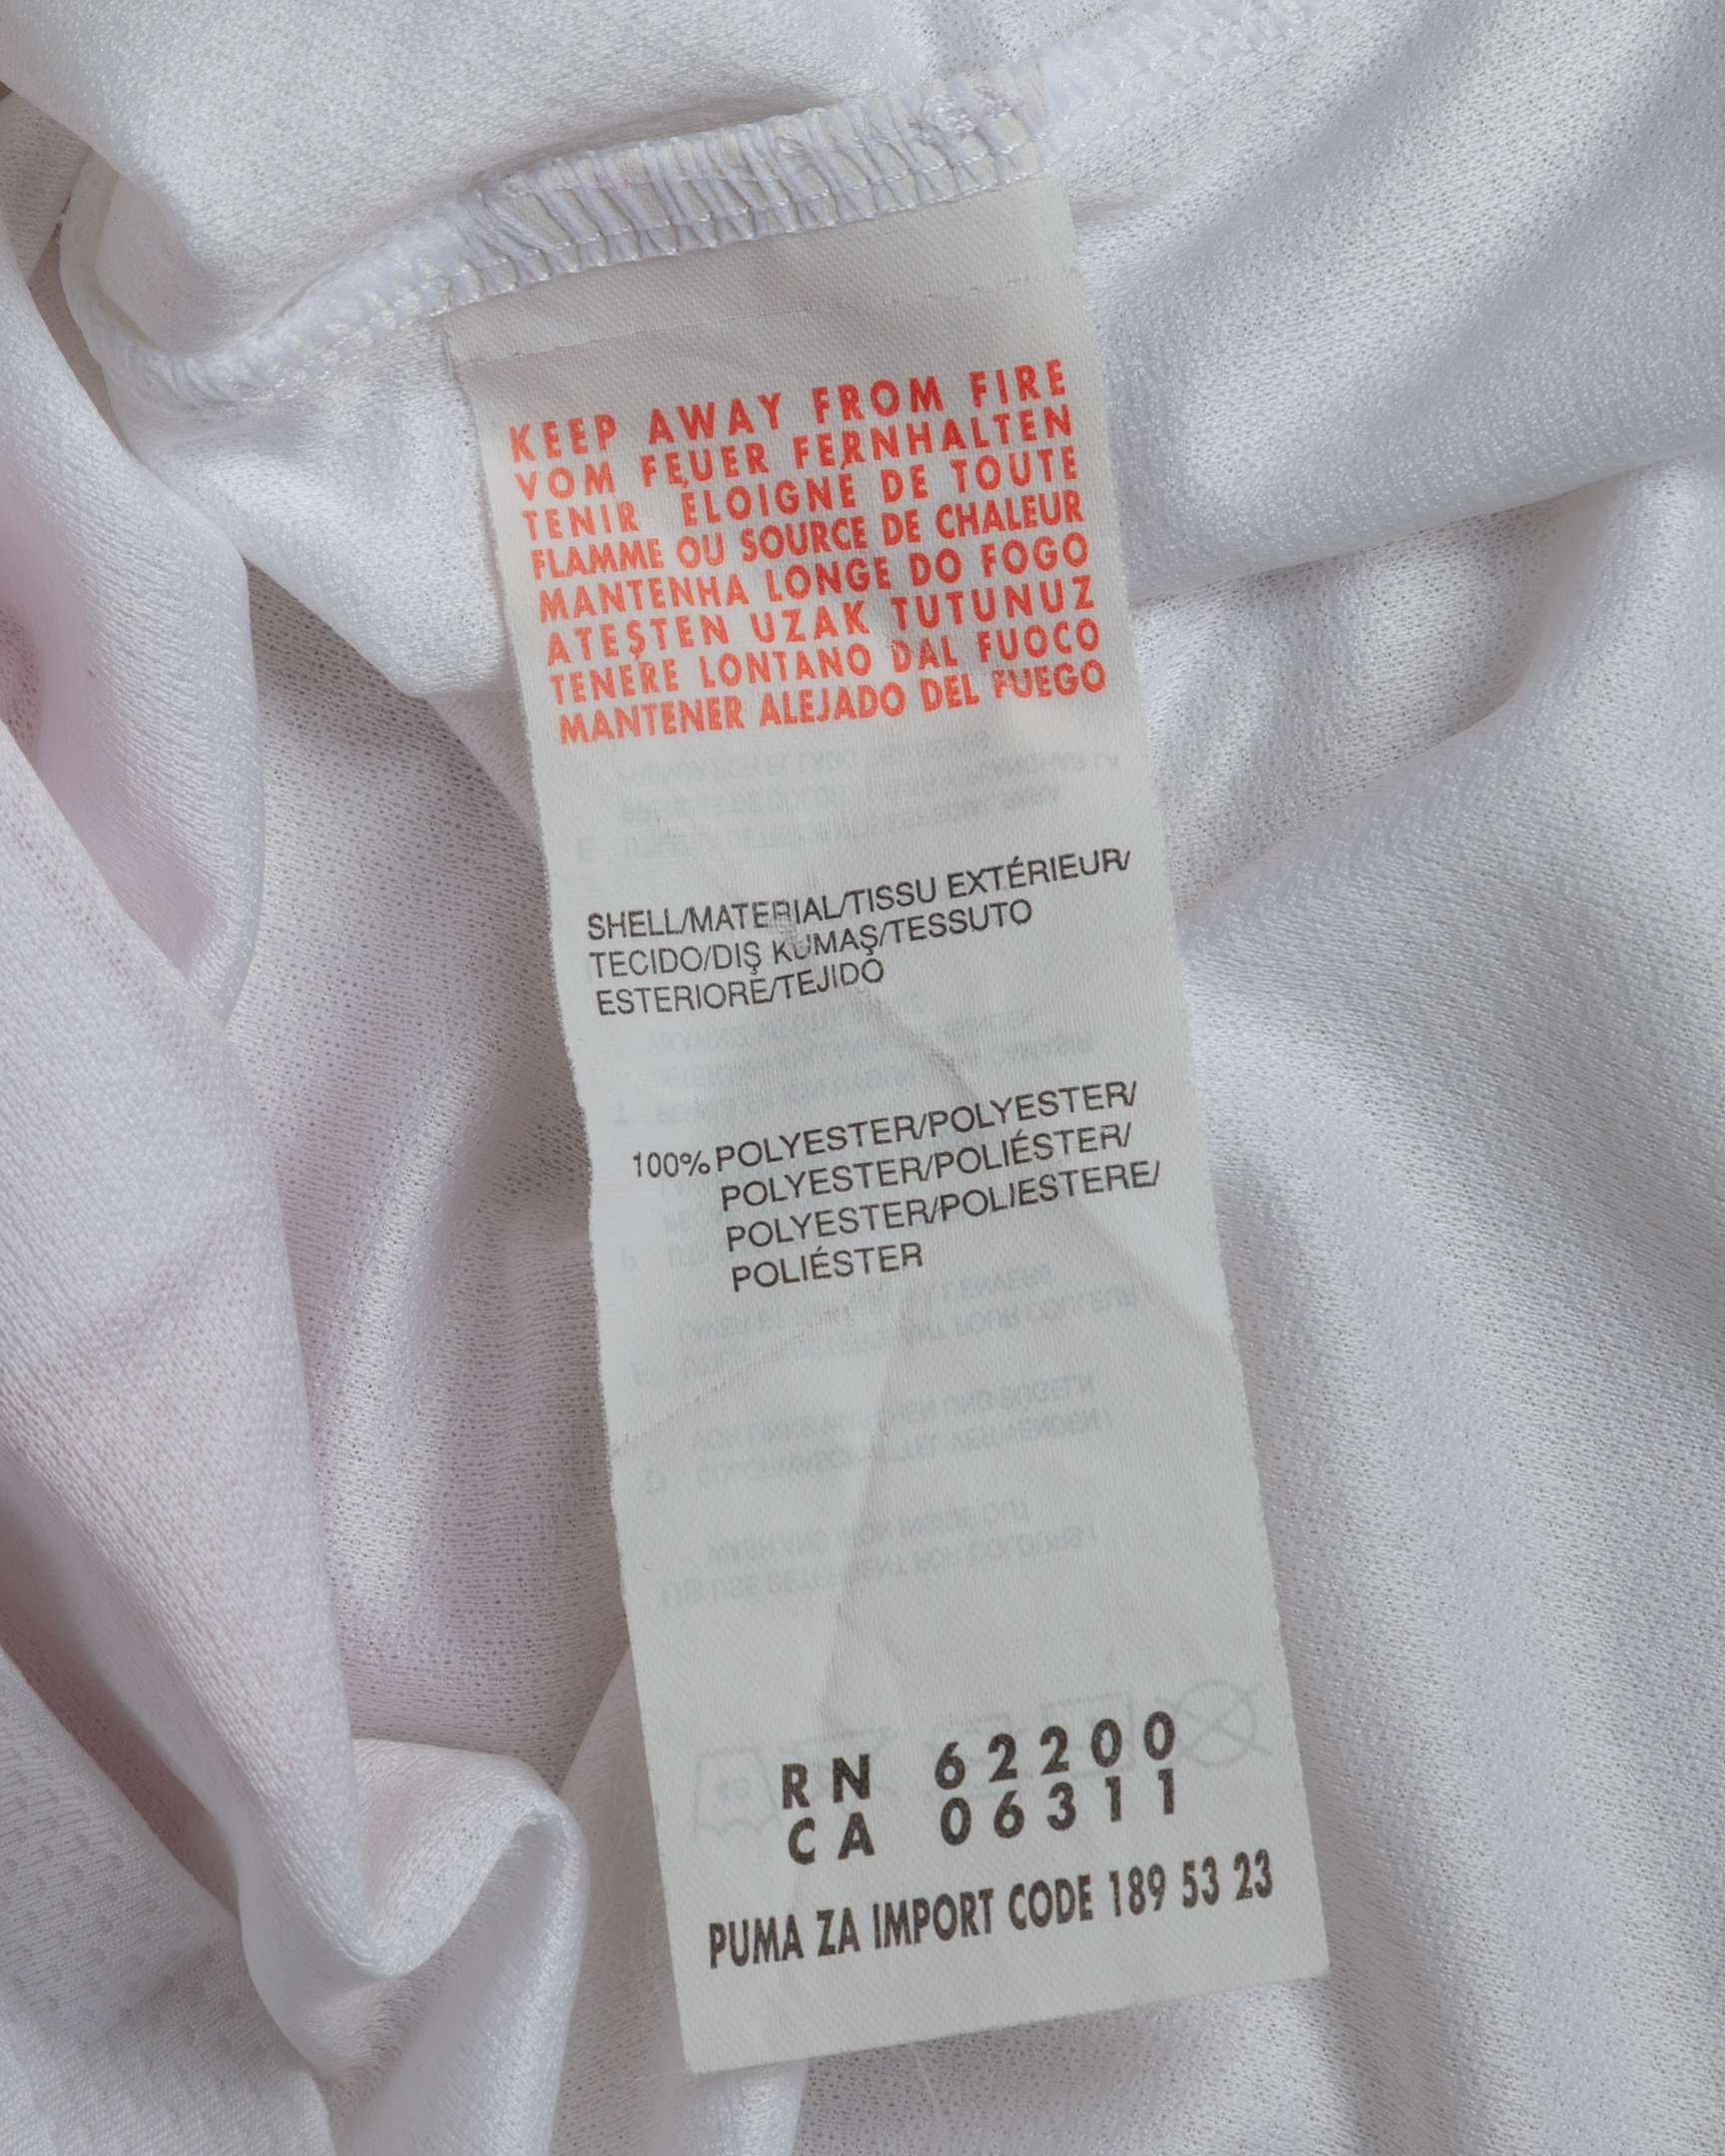 KEEP AWAY FROM FIRE
VOM FEUER FERNHALTEN
TENIR ÉLOIGNÉ DE TOUTE
FLAMME OU SOURCE DE CHALEUR
MANTENHA LONGE DO FOGO
ATEŞTEN UZAK TUTUNUZ
TENERE LONTANO DAL FUOCO
MANTENER ALEJADO DEL FUEGO
SHELL/MATERIAL/TISSU EXTÉRIEUR/
TECIDO/DIŞ KUMAŞ/TESSUTO
ESTERIORE/TEJIDO
100% POLYESTER/POLYESTER/
POLYESTER/POLIÉSTER/
POLYESTER/POLIESTERE/
POLIÉSTER
RN 62200
CA 06311
PUMA ZA IMPORT CODE 189 53 23